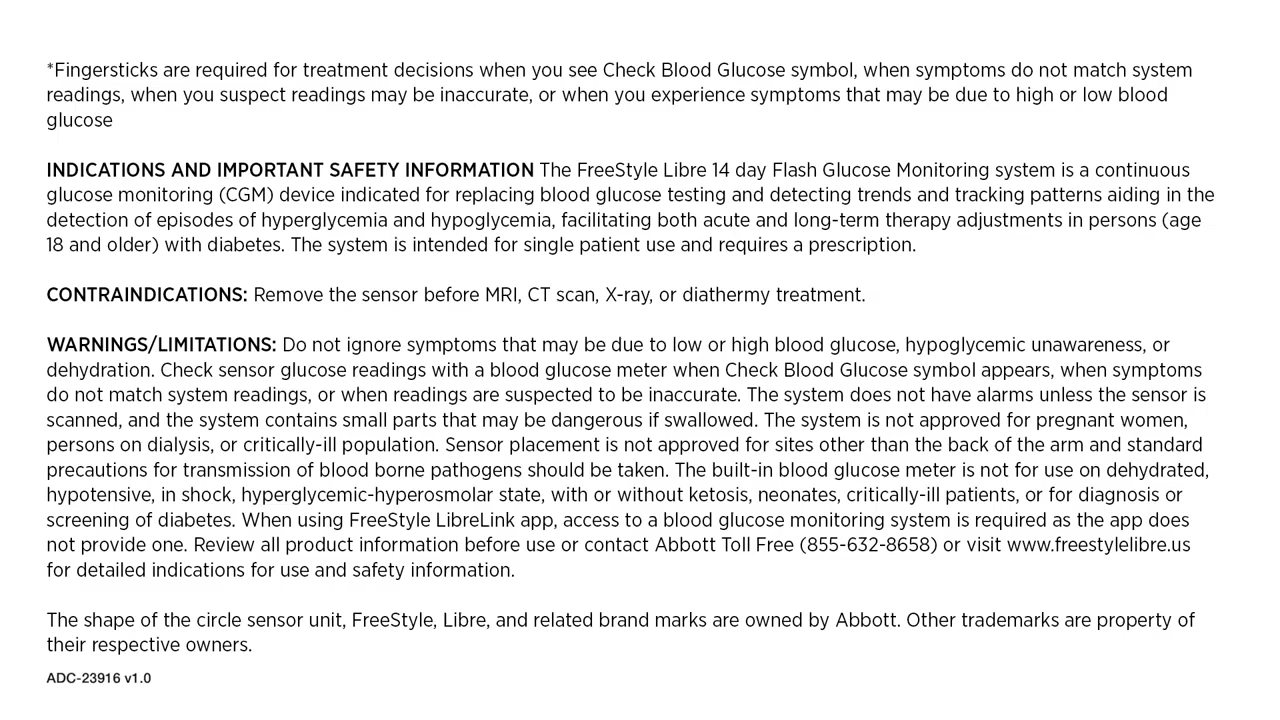 *Fingersticks are required for treatment decisions when you see Check Blood Glucose symbol, when symptoms do not match system
readings, when you suspect readings may be inaccurate, or when you experience symptoms that may be due to high or low blood
glucose
INDICATIONS AND IMPORTANT SAFETY INFORMATION The FreeStyle Libre 14 day Flash Glucose Monitoring system is a continuous
glucose monitoring (CGM) device indicated for replacing blood glucose testing and detecting trends and tracking patterns aiding in the
detection of episodes of hyperglycemia and hypoglycemia, facilitating both acute and long-term therapy adjustments in persons (age
18 and older) with diabetes. The system is intended for single patient use and requires a prescription.
CONTRAINDICATIONS: Remove the sensor before MRI, CT scan, X-ray, or diathermy treatment.
WARNINGS/LIMITATIONS: Do not ignore symptoms that may be due to low or high blood glucose, hypoglycemic unawareness, or
dehydration. Check sensor glucose readings with a blood glucose meter when Check Blood Glucose symbol appears, when symptoms
do not match system readings, or when readings are suspected to be inaccurate. The system does not have alarms unless the sensor is
scanned, and the system contains small parts that may be dangerous if swallowed. The system is not approved for pregnant women,
persons on dialysis, or critically-ill population. Sensor placement is not approved for sites other than the back of the arm and standard
precautions for transmission of blood borne pathogens should be taken. The built-in blood glucose meter is not for use on dehydrated,
hypotensive, in shock, hyperglycemic-hyperosmolar state, with or without ketosis, neonates, critically-ill patients, or for diagnosis or
screening of diabetes. When using FreeStyle LibreLink app, access to a blood glucose monitoring system is required as the app does
not provide one. Review all product information before use or contact Abbott Toll Free (855-632-8658) or visit www.freestylelibre.us
for detailed indications for use and safety information.
The shape of the circle sensor unit, FreeStyle, Libre, and related brand marks are owned by Abbott. Other trademarks are property of
their respective owners.
ADC-23916 v1.0